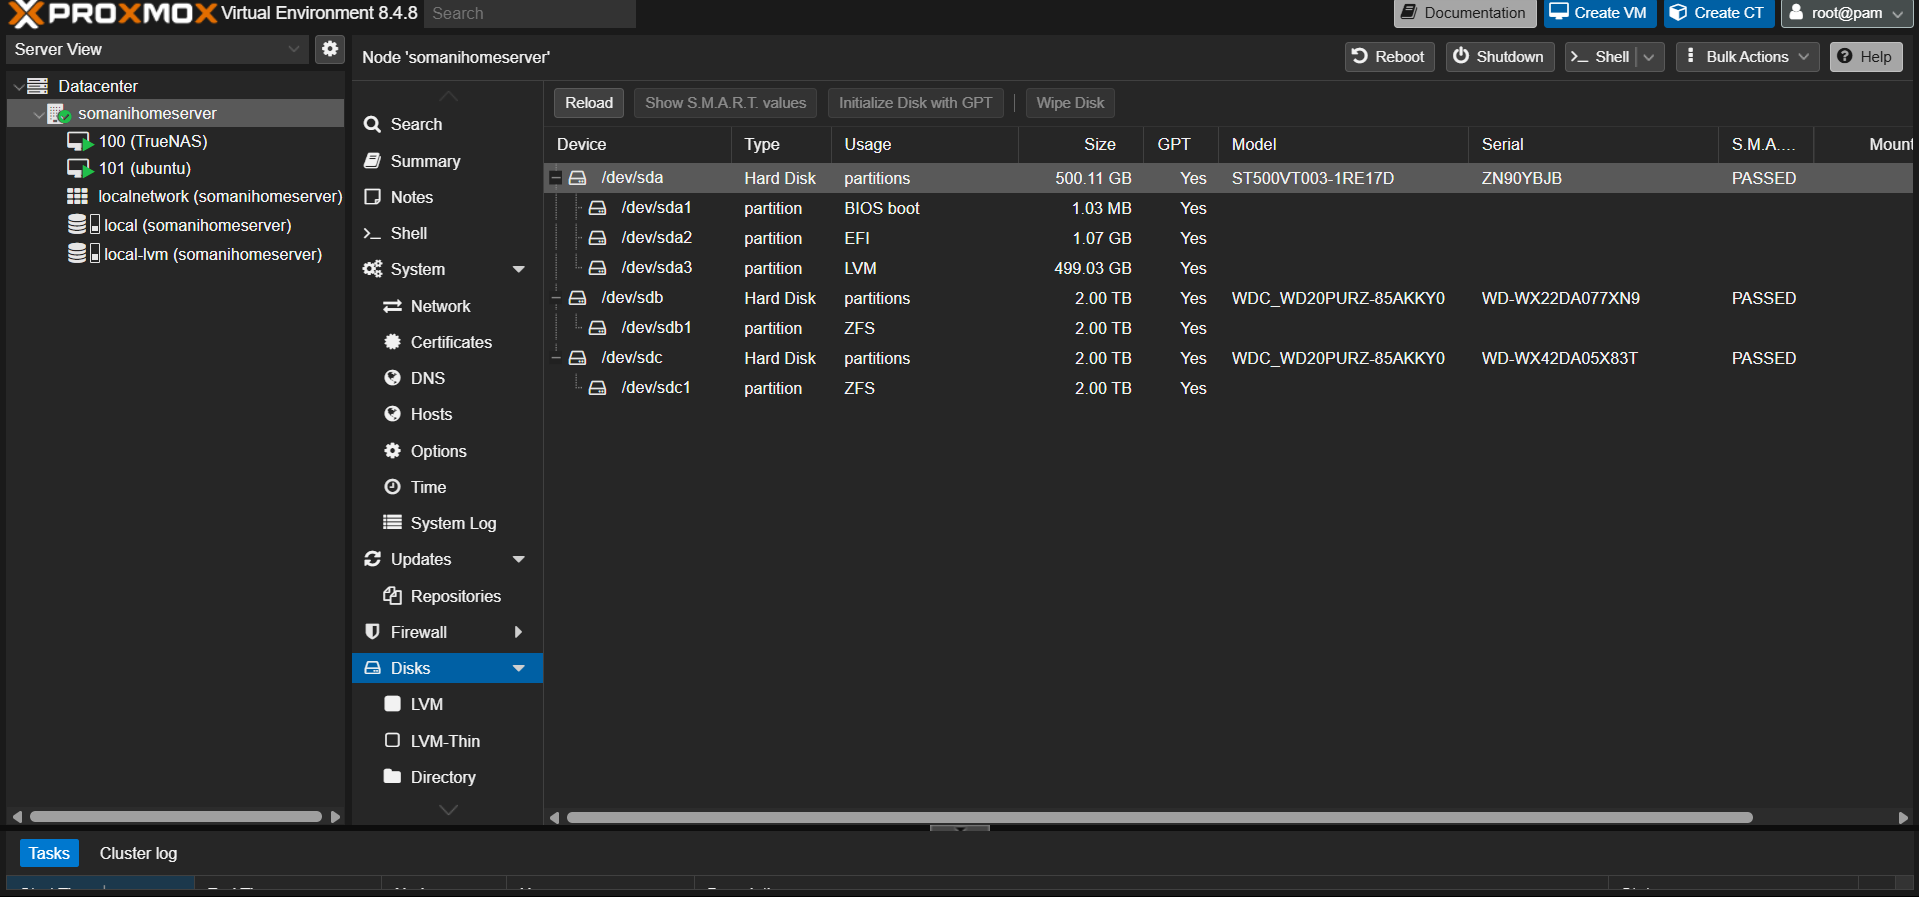 PROXMOX Virtual Environment 8.4.8 Search Documentation Create VM Create CT root@pam
Server View
Node 'somanihomeserver' Reboot Shutdown Shell Bulk Actions Help
Datacenter
somanihomeserver
100 (TrueNAS)
101 (ubuntu)
localnetwork (somanihomeserver)
local (somanihomeserver)
local-lvm (somanihomeserver)
Search
Summary
Notes
Shell
System
Network
Certificates
DNS
Hosts
Options
Time
System Log
Updates
Repositories
Firewall
Disks
LVM
LVM-Thin
Directory
Reload Show S.M.A.R.T. values Initialize Disk with GPT Wipe Disk
Device Type Usage Size GPT Model Serial S.M.A.... Mount
/dev/sda Hard Disk partitions 500.11 GB Yes ST500VT003-1RE17D ZN90YBJB PASSED
/dev/sda1 partition BIOS boot 1.03 MB Yes
/dev/sda2 partition EFI 1.07 GB Yes
/dev/sda3 partition LVM 499.03 GB Yes
/dev/sdb Hard Disk partitions 2.00 TB Yes WDC_WD20PURZ-85AKKY0 WD-WX22DA077XN9 PASSED
/dev/sdb1 partition ZFS 2.00 TB Yes
/dev/sdc Hard Disk partitions 2.00 TB Yes WDC_WD20PURZ-85AKKY0 WD-WX42DA05X83T PASSED
/dev/sdc1 partition ZFS 2.00 TB Yes
Tasks Cluster log